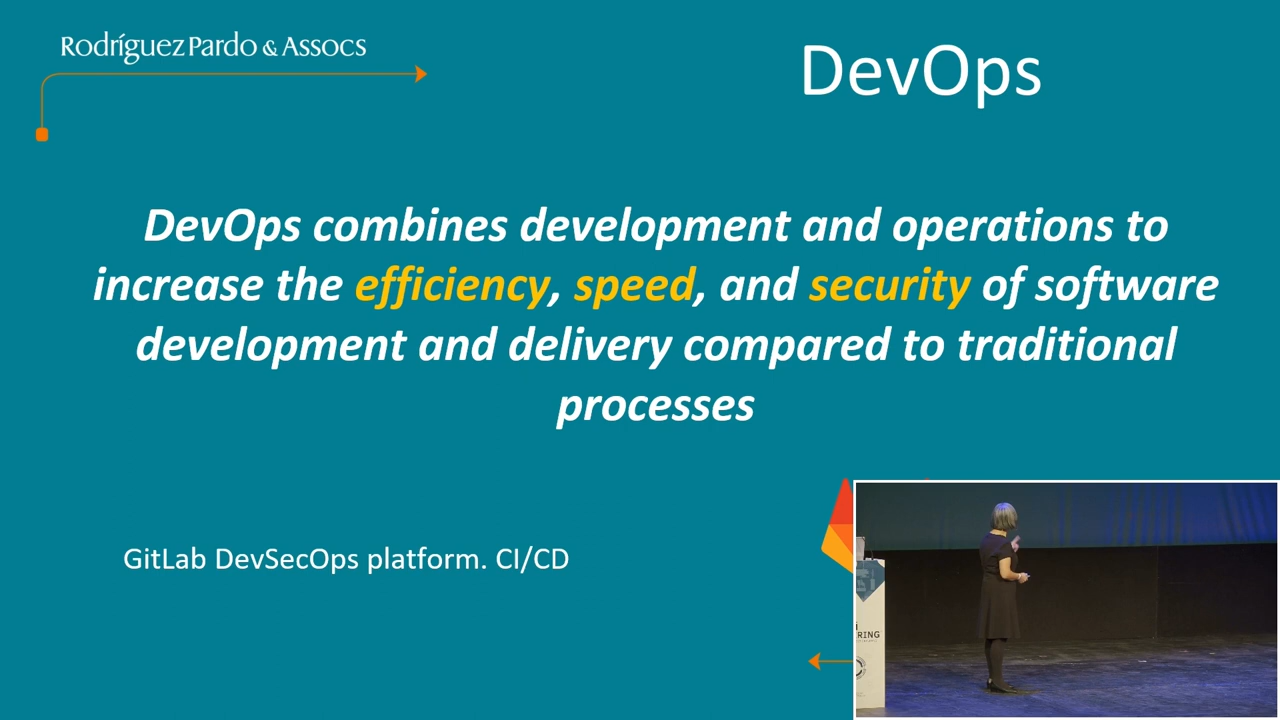 Rodríguez Pardo & Assocs
DevOps
DevOps combines development and operations to
increase the efficiency, speed, and security of software
development and delivery compared to traditional
processes
GitLab DevSecOps platform. CI/CD